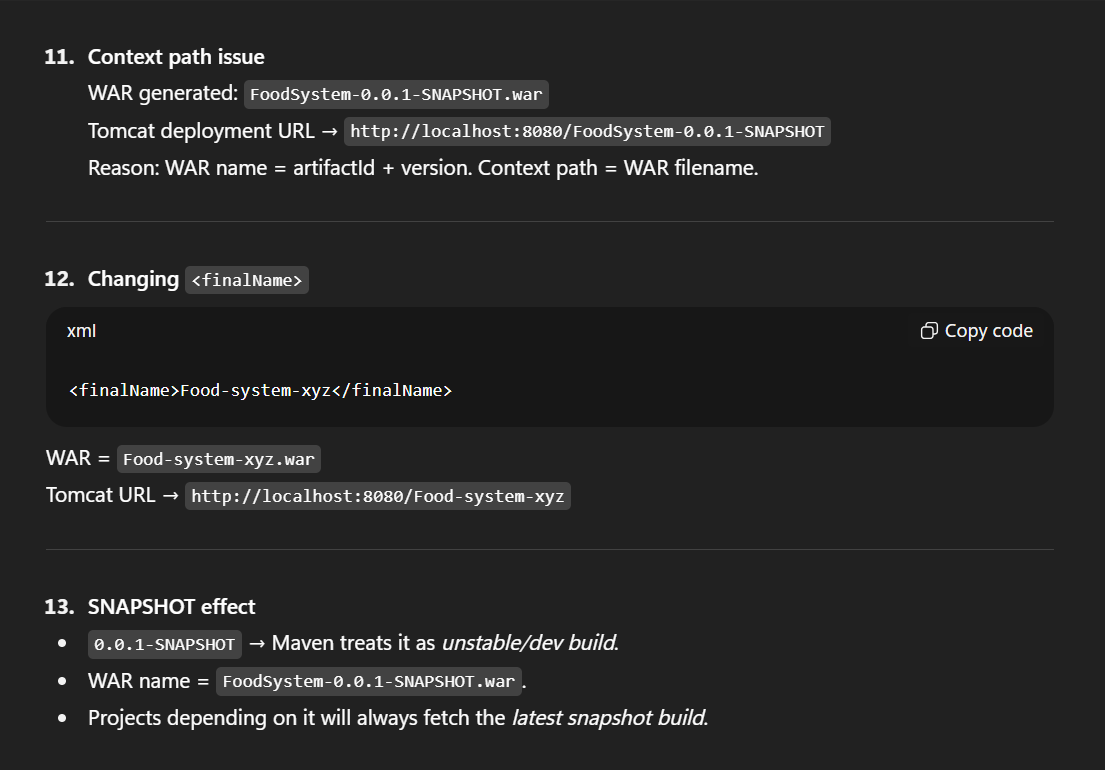 11. Context path issue
WAR generated: FoodSystem-0.0.1-SNAPSHOT.war
Tomcat deployment URL → http://localhost:8080/FoodSystem-0.0.1-SNAPSHOT
Reason: WAR name = artifactId + version. Context path = WAR filename.
12. Changing <finalName>
xml
Copy code
<finalName>Food-system-xyz</finalName>
WAR = Food-system-xyz.war
Tomcat URL → http://localhost:8080/Food-system-xyz
13. SNAPSHOT effect
• 0.0.1-SNAPSHOT → Maven treats it as unstable/dev build.
• WAR name = FoodSystem-0.0.1-SNAPSHOT.war.
• Projects depending on it will always fetch the latest snapshot build.